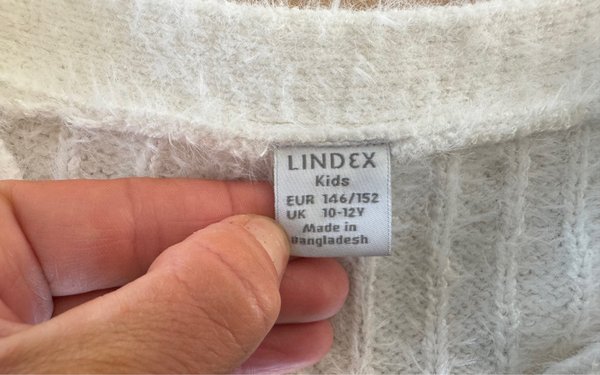 LINDEX
Kids
EUR 146/152
UK 10-12Y
Made in
Bangladesh